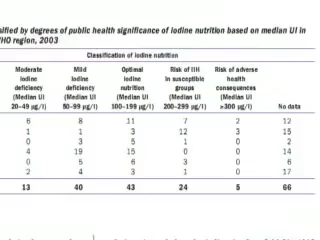 sified by degrees of public health significance of iodine nutrition based on median UI in
HO region, 2003
Classification of iodine nutrition
Moderate Mild Optimal Risk of IIH Risk of adverse
iodine iodine iodine in susceptible health
deficiency deficiency nutrition groups consequences
(Median UI (Median UI (Median UI (Median UI (Median UI
20–49 µg/l) 50–99 µg/l) 100–199 µg/l) 200–299 µg/l) >300 µg/l) No data
6 8 11 7 2 12
1 1 3 12 3 15
0 3 5 1 0 2
4 19 15 0 0 14
0 5 6 3 0 6
2 4 3 1 0 17
13 40 43 24 5 66